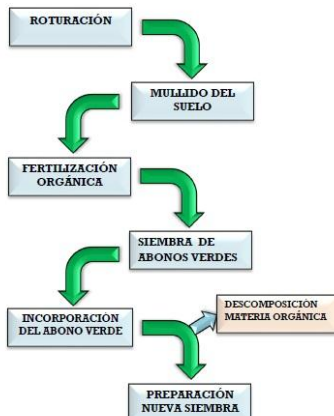 ROTURACIÓN
MULLIDO DEL
SUELO
FERTILIZACIÓN
ORGÁNICA
SIEMBRA DE
ABONOS VERDES
INCORPORACIÓN
DEL ABONO VERDE
DESCOMPOSICIÓN
MATERIA ORGÁNICA
PREPARACIÓN
NUEVA SIEMBRA